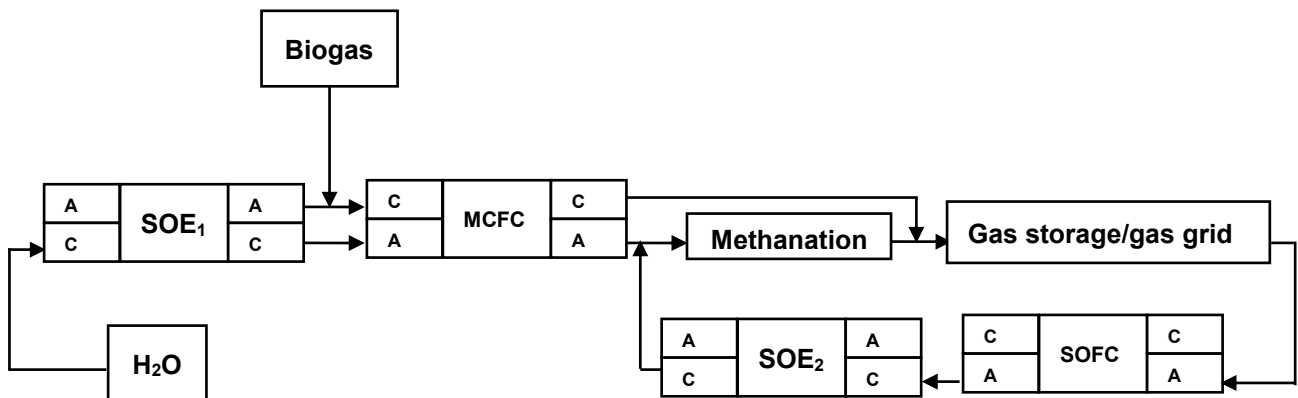 Biogas
A SOE₁ A
C C
C MCFC C
A A
Methanation
Gas storage/gas grid
H₂O
A SOE₂ A
C C
C SOFC C
A A